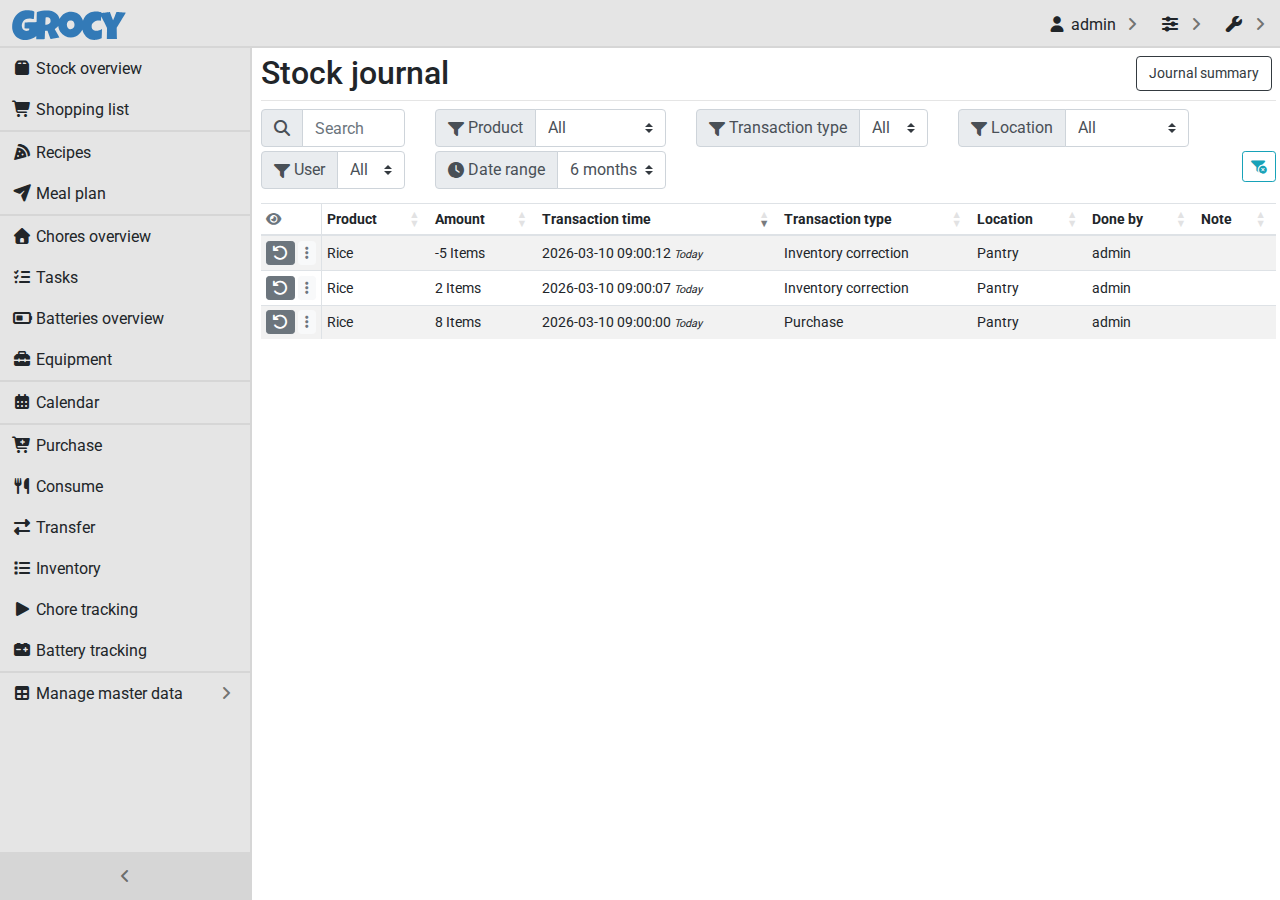 GROCY
admin
Stock overview
Shopping list
Recipes
Meal plan
Chores overview
Tasks
Batteries overview
Equipment
Calendar
Purchase
Consume
Transfer
Inventory
Chore tracking
Battery tracking
Manage master data
Stock journal
Journal summary
Search
Product All
Transaction type All
Location All
User All
Date range 6 months
Product Amount Transaction time Transaction type Location Done by Note
Rice -5 Items 2026-03-10 09:00:12 Today Inventory correction Pantry admin
Rice 2 Items 2026-03-10 09:00:07 Today Inventory correction Pantry admin
Rice 8 Items 2026-03-10 09:00:00 Today Purchase Pantry admin